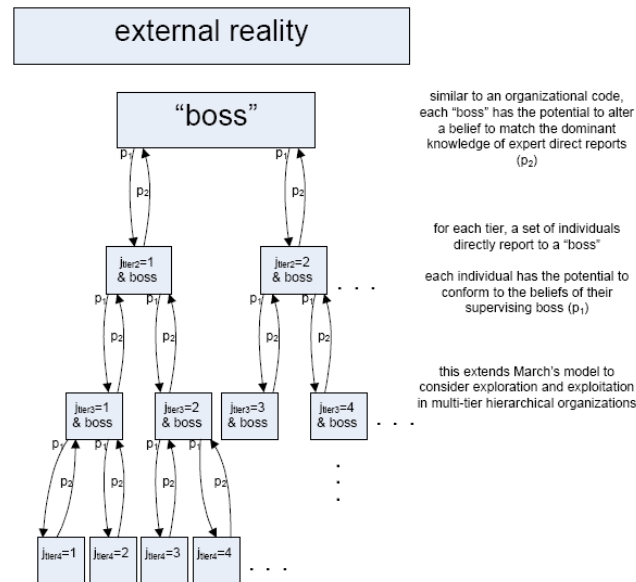 external reality
“boss”
similar to an organizational code,
each “boss” has the potential to alter
a belief to match the dominant
knowledge of expert direct reports
(p2)
p1
p2
p1
p2
for each tier, a set of individuals
directly report to a “boss”
each individual has the potential to
conform to the beliefs of their
supervising boss (p1)
jtier2=1
& boss
jtier2=2
& boss
. . .
p1
p2
p1
p2
p1
p2
p1
p2
this extends March’s model to
consider exploration and exploitation
in multi-tier hierarchical organizations
jtier3=1
& boss
jtier3=2
& boss
jtier3=3
& boss
jtier3=4
& boss
. . .
p1
p2
p1
p2
p1
p2
p1
p2
.
.
.
jtier4=1
jtier4=2
jtier4=3
jtier4=4
. . .